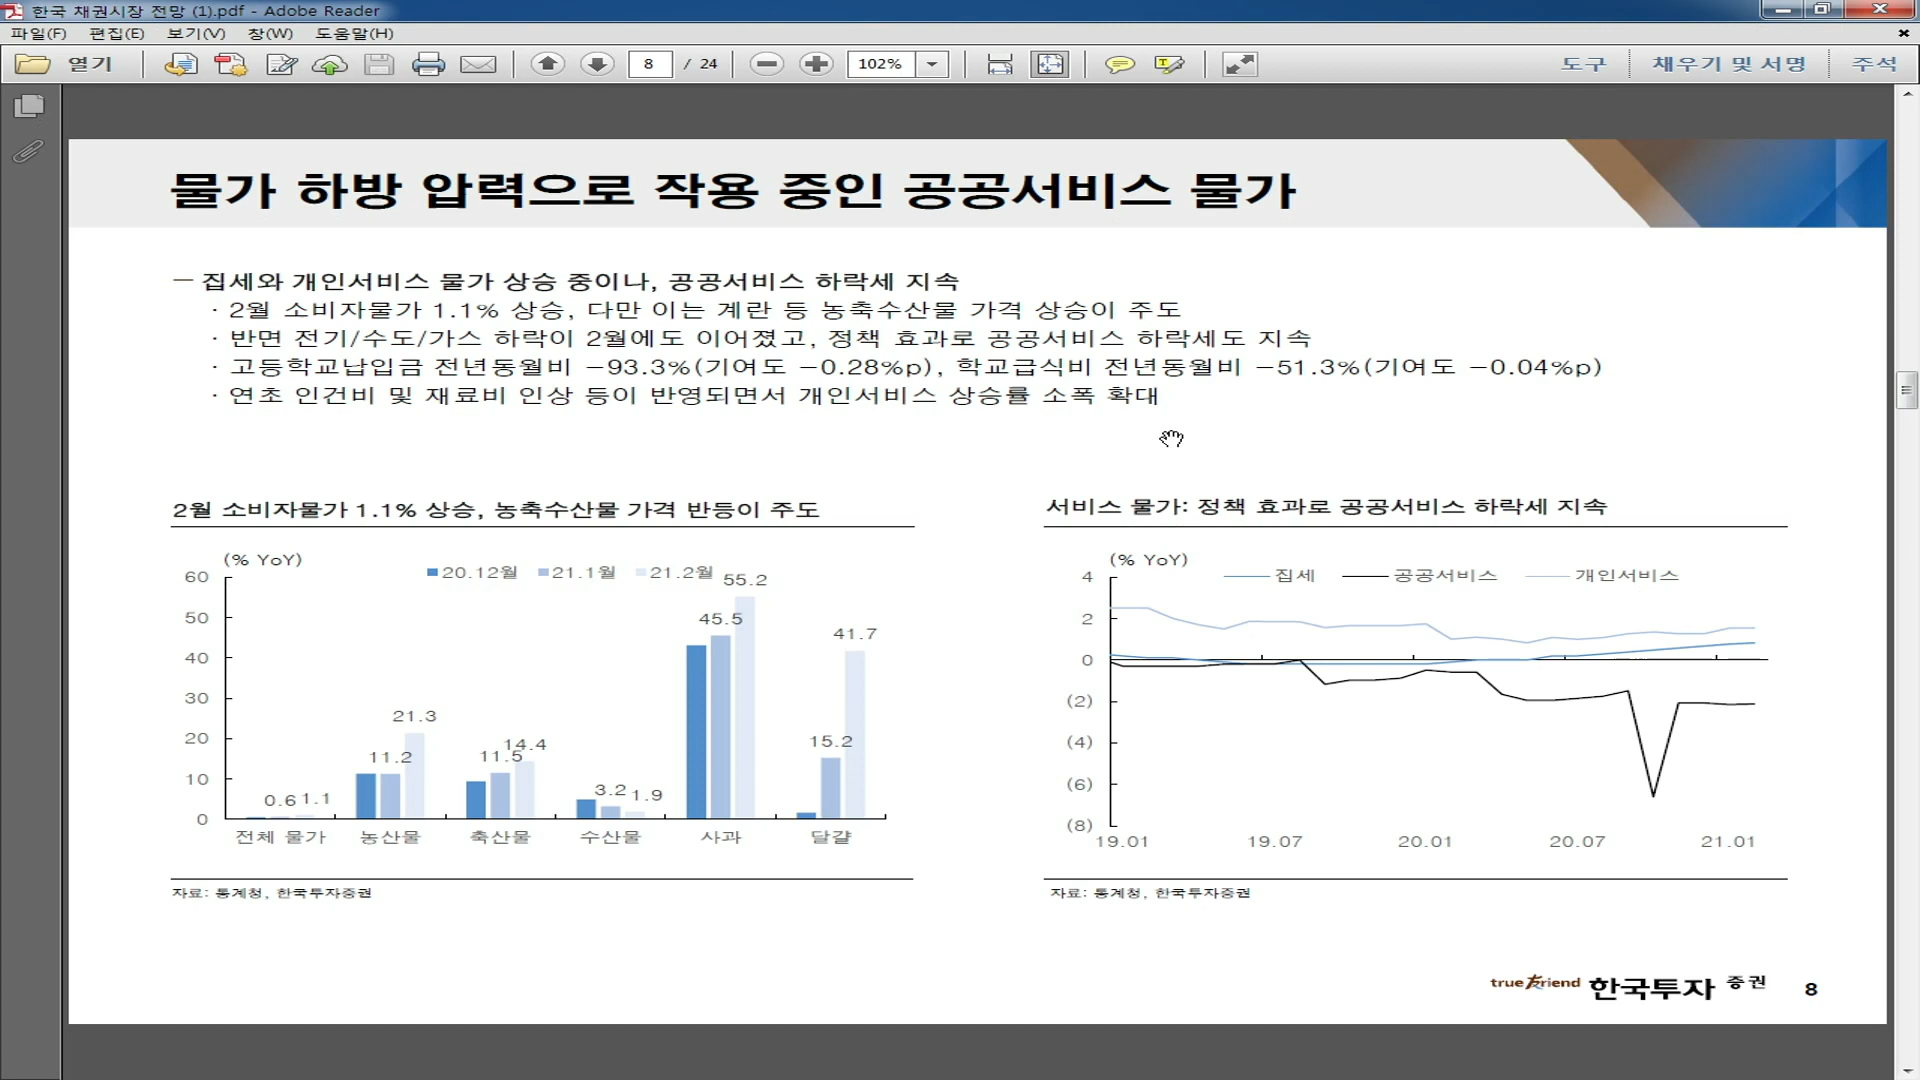 한국 채권시장 전망 (1).pdf - Adobe Reader
파일(F) 편집(E) 보기(V) 창(W) 도움말(H)
열기 8 / 24 102% 도구 채우기 및 서명 주석
물가 하방 압력으로 작용 중인 공공서비스 물가
— 집세와 개인서비스 물가 상승 중이나, 공공서비스 하락세 지속
· 2월 소비자물가 1.1% 상승, 다만 이는 계란 등 농축수산물 가격 상승이 주도
· 반면 전기/수도/가스 하락이 2월에도 이어졌고, 정책 효과로 공공서비스 하락세도 지속
· 고등학교납입금 전년동월비 −93.3%(기여도 −0.28%p), 학교급식비 전년동월비 −51.3%(기여도 −0.04%p)
· 연초 인건비 및 재료비 인상 등이 반영되면서 개인서비스 상승률 소폭 확대
2월 소비자물가 1.1% 상승, 농축수산물 가격 반등이 주도
(% YoY)
20.12월 21.1월 21.2월
60
50
40
30
20
10
0
0.6 1.1
11.2 21.3
11.5 14.4
3.2 1.9
45.5 55.2
15.2 41.7
전체 물가 농산물 축산물 수산물 사과 달걀
자료: 통계청, 한국투자증권
서비스 물가: 정책 효과로 공공서비스 하락세 지속
(% YoY)
집세 공공서비스 개인서비스
4
2
0
(2)
(4)
(6)
(8)
19.01 19.07 20.01 20.07 21.01
자료: 통계청, 한국투자증권
true friend 한국투자 증권 8